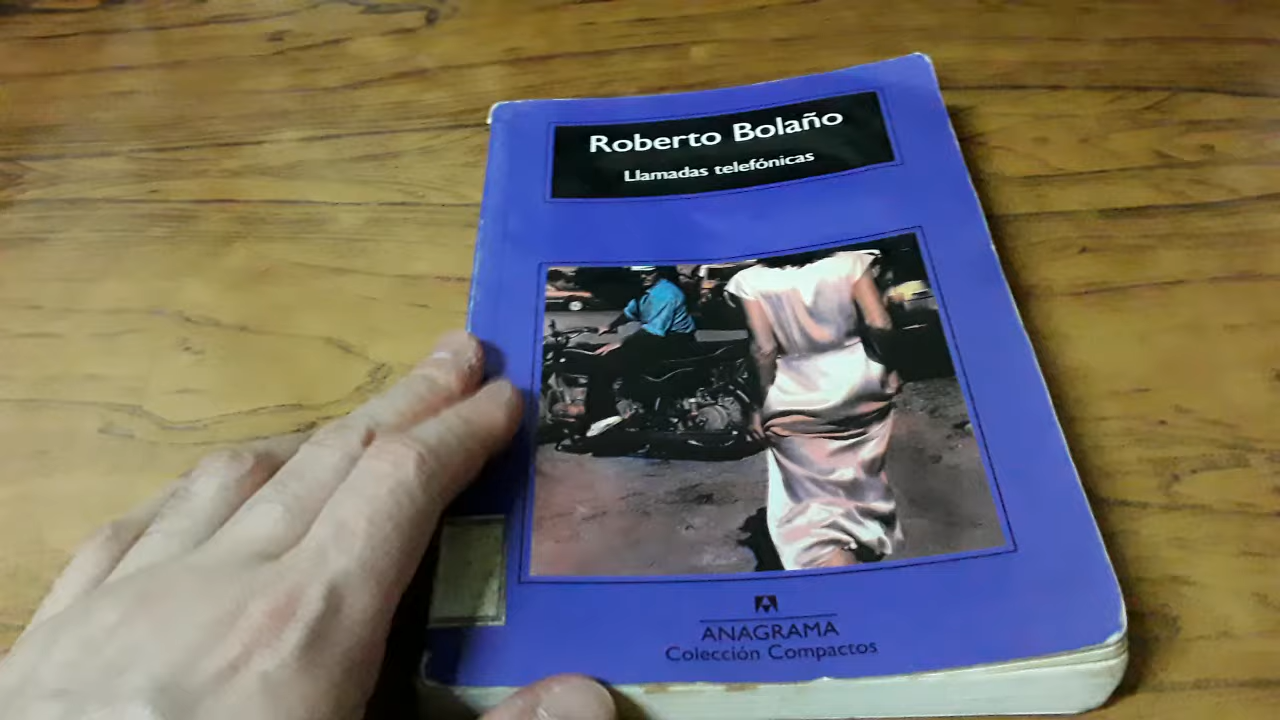 Roberto Bolaño
Llamadas telefónicas
ANAGRAMA
Colección Compactos